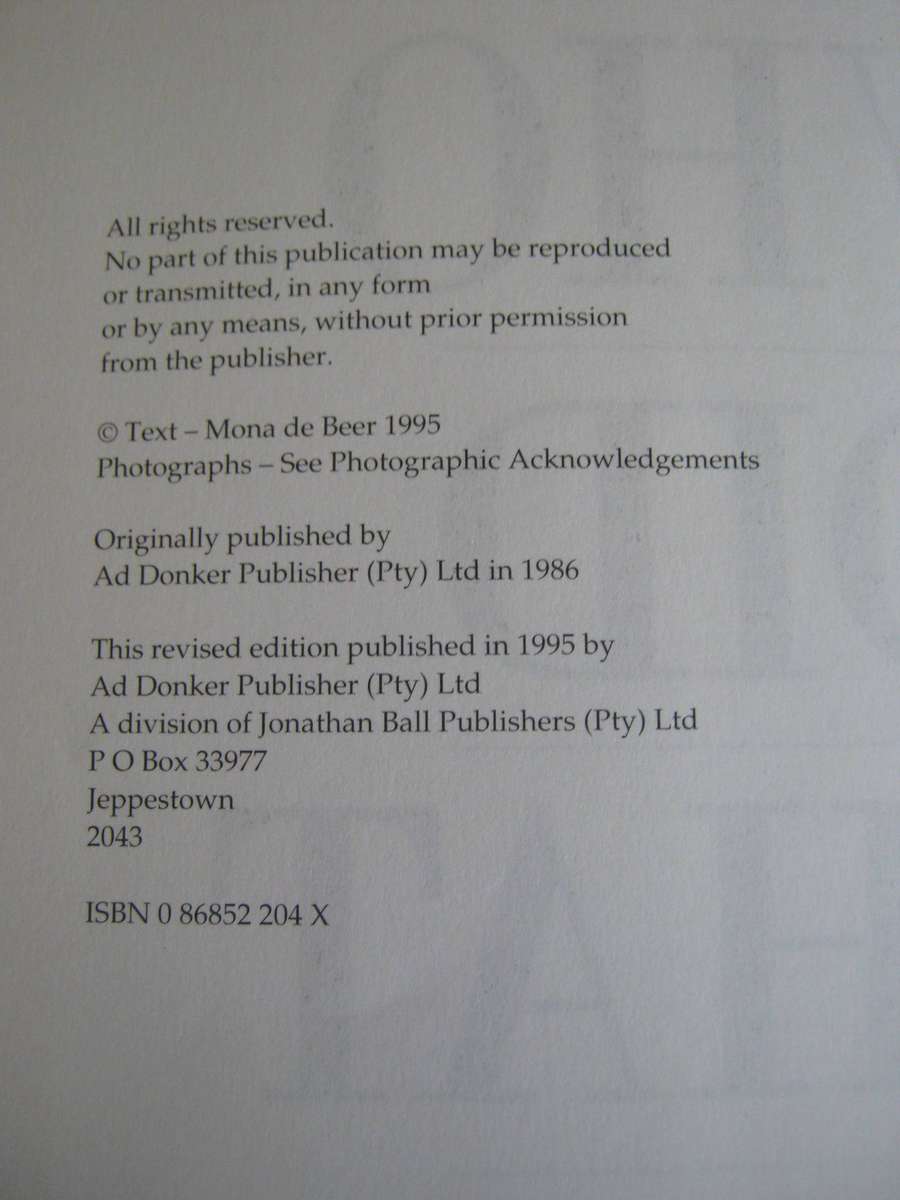 All rights reserved.
No part of this publication may be reproduced
or transmitted, in any form
or by any means, without prior permission
from the publisher.
© Text – Mona de Beer 1995
Photographs – See Photographic Acknowledgements
Originally published by
Ad Donker Publisher (Pty) Ltd in 1986
This revised edition published in 1995 by
Ad Donker Publisher (Pty) Ltd
A division of Jonathan Ball Publishers (Pty) Ltd
P O Box 33977
Jeppestown
2043
ISBN 0 86852 204 X